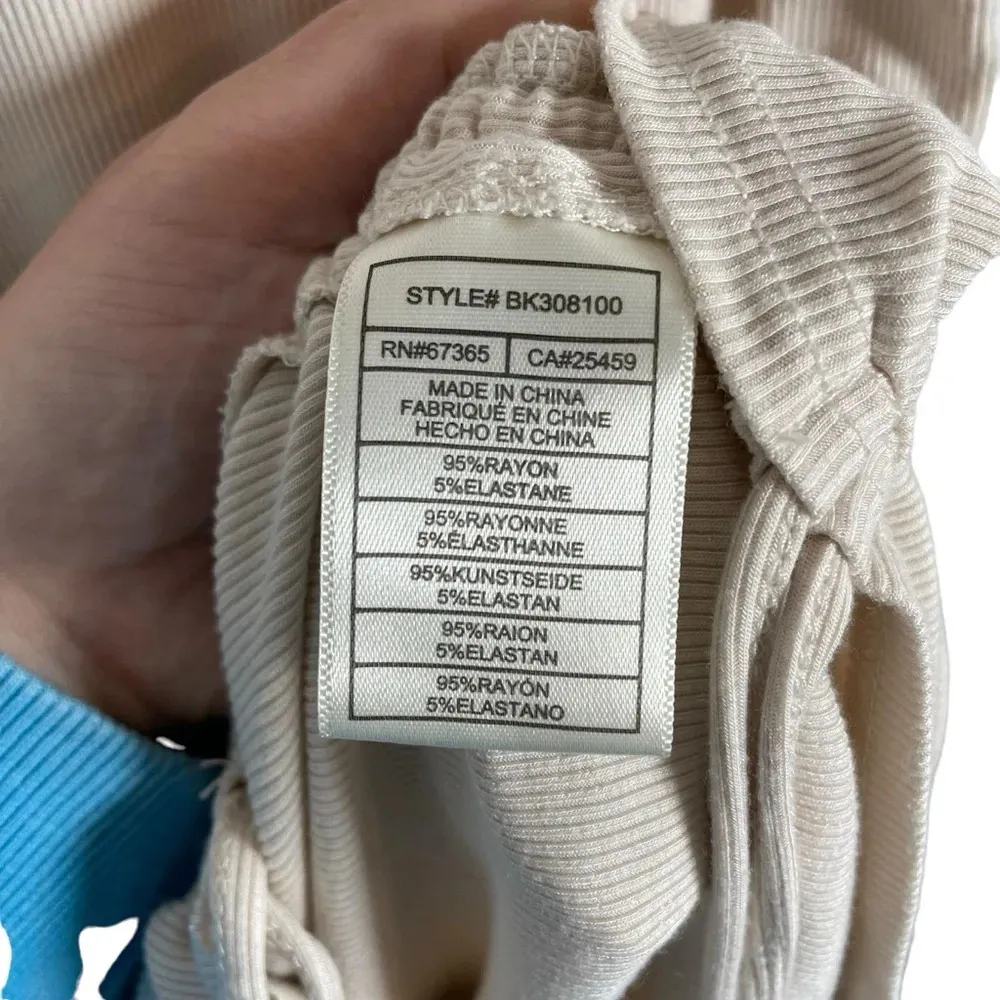 STYLE# BK308100
RN#67365 CA#25459
MADE IN CHINA
FABRIQUÉ EN CHINE
HECHO EN CHINA
95%RAYON
5%ELASTANE
95%RAYONNE
5%ÉLASTHANNE
95%KUNSTSEIDE
5%ELASTAN
95%RAION
5%ELASTAN
95%RAYÓN
5%ELASTANO